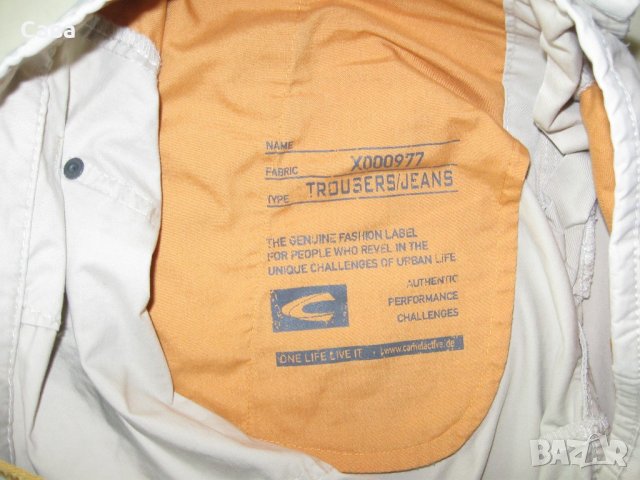 Сара
NAME
FABRIC X000977
TYPE TROUSERS/JEANS
THE GENUINE FASHION LABEL
FOR PEOPLE WHO REVEL IN THE
UNIQUE CHALLENGES OF URBAN LIFE
AUTHENTIC
PERFORMANCE
CHALLENGES
ONE LIFE LIVE IT • www.camelactive.de
BAZAR